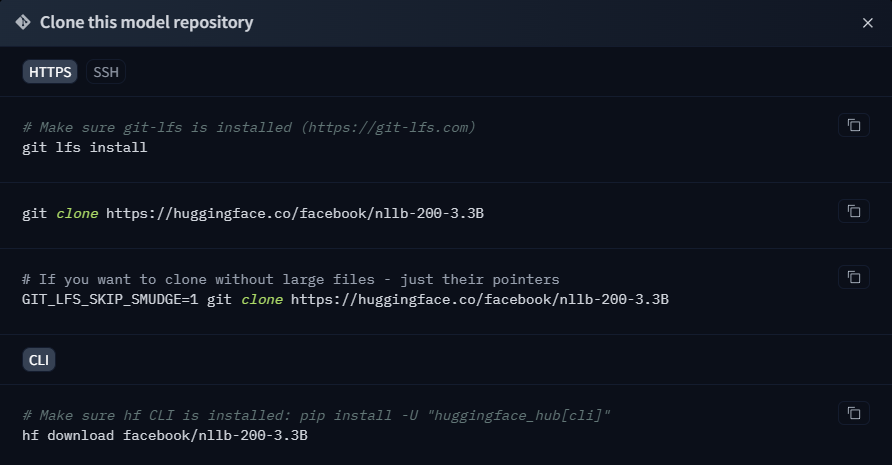 Clone this model repository
HTTPS SSH
# Make sure git-lfs is installed (https://git-lfs.com)
git lfs install
git clone https://huggingface.co/facebook/nllb-200-3.3B
# If you want to clone without large files - just their pointers
GIT_LFS_SKIP_SMUDGE=1 git clone https://huggingface.co/facebook/nllb-200-3.3B
CLI
# Make sure hf CLI is installed: pip install -U "huggingface_hub[cli]"
hf download facebook/nllb-200-3.3B